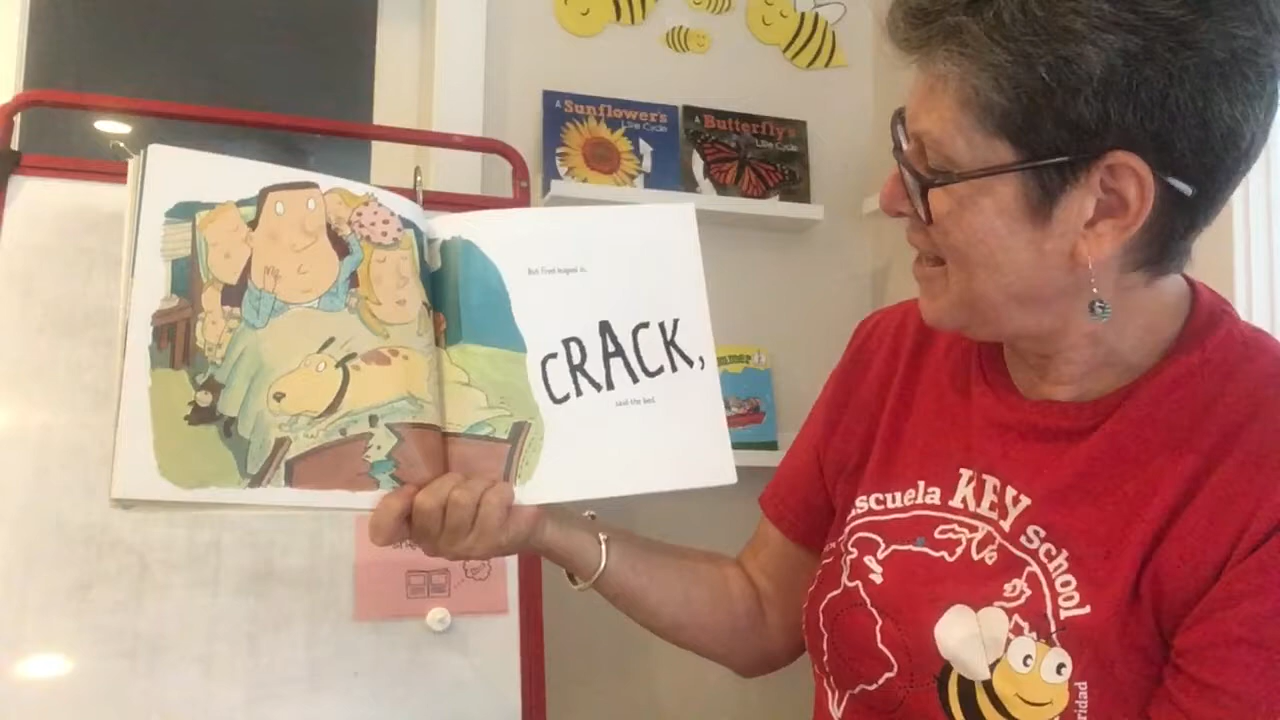 A Sunflower's
Life Cycle
A Butterfly's
Life Cycle
But Fred leaped in.
CRACK,
said the bed.
Escuela KEY school